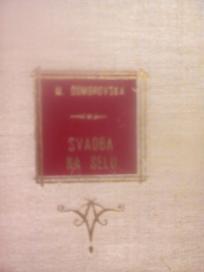 M. DOMBROVSKA
SVADBA
NA SELU